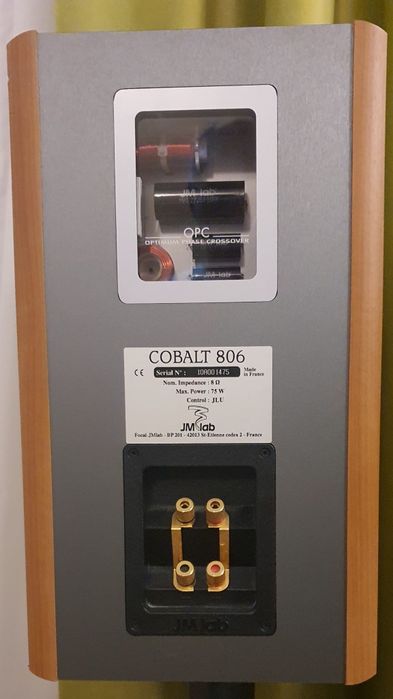 JM lab
OPC
OPTIMUM PHASE CROSSOVER
JM lab
COBALT 806
CE Serial N° : 10A001475 Made in France
Nom. Impedance : 8 Ω
Max. Power : 75 W
Control : JLU
JMlab
Focal JMlab - BP 201 - 42013 St-Etienne cedex 2 - France
JMlab